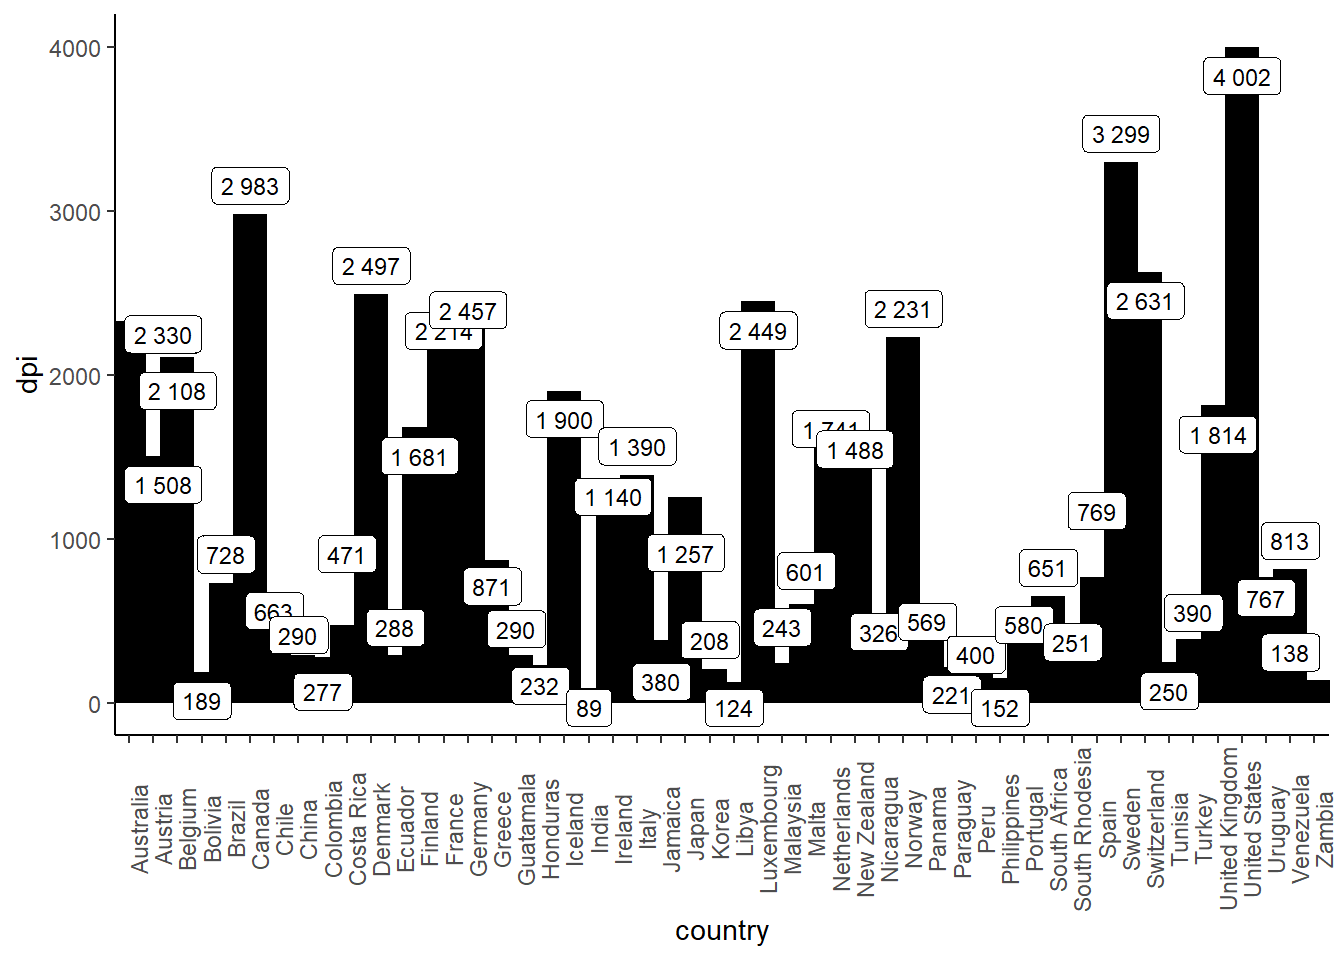 4000
3000
2000
1000
0
dpi
2 330
1 508
2 108
189
728
2 983
663
290
277
471
2 497
288
1 681
2 214
2 457
871
290
232
1 900
89
1 140
1 390
380
1 257
208
124
2 449
243
601
1 741
1 488
326
2 231
569
221
400
152
580
651
251
769
3 299
2 631
250
390
1 814
4 002
767
813
138
Australia
Austria
Belgium
Bolivia
Brazil
Canada
Chile
China
Colombia
Costa Rica
Denmark
Ecuador
Finland
France
Germany
Greece
Guatamala
Honduras
Iceland
India
Ireland
Italy
Jamaica
Japan
Korea
Libya
Luxembourg
Malaysia
Malta
Netherlands
New Zealand
Nicaragua
Norway
Panama
Paraguay
Peru
Philippines
Portugal
South Africa
South Rhodesia
Spain
Sweden
Switzerland
Tunisia
Turkey
United Kingdom
United States
Uruguay
Venezuela
Zambia
country